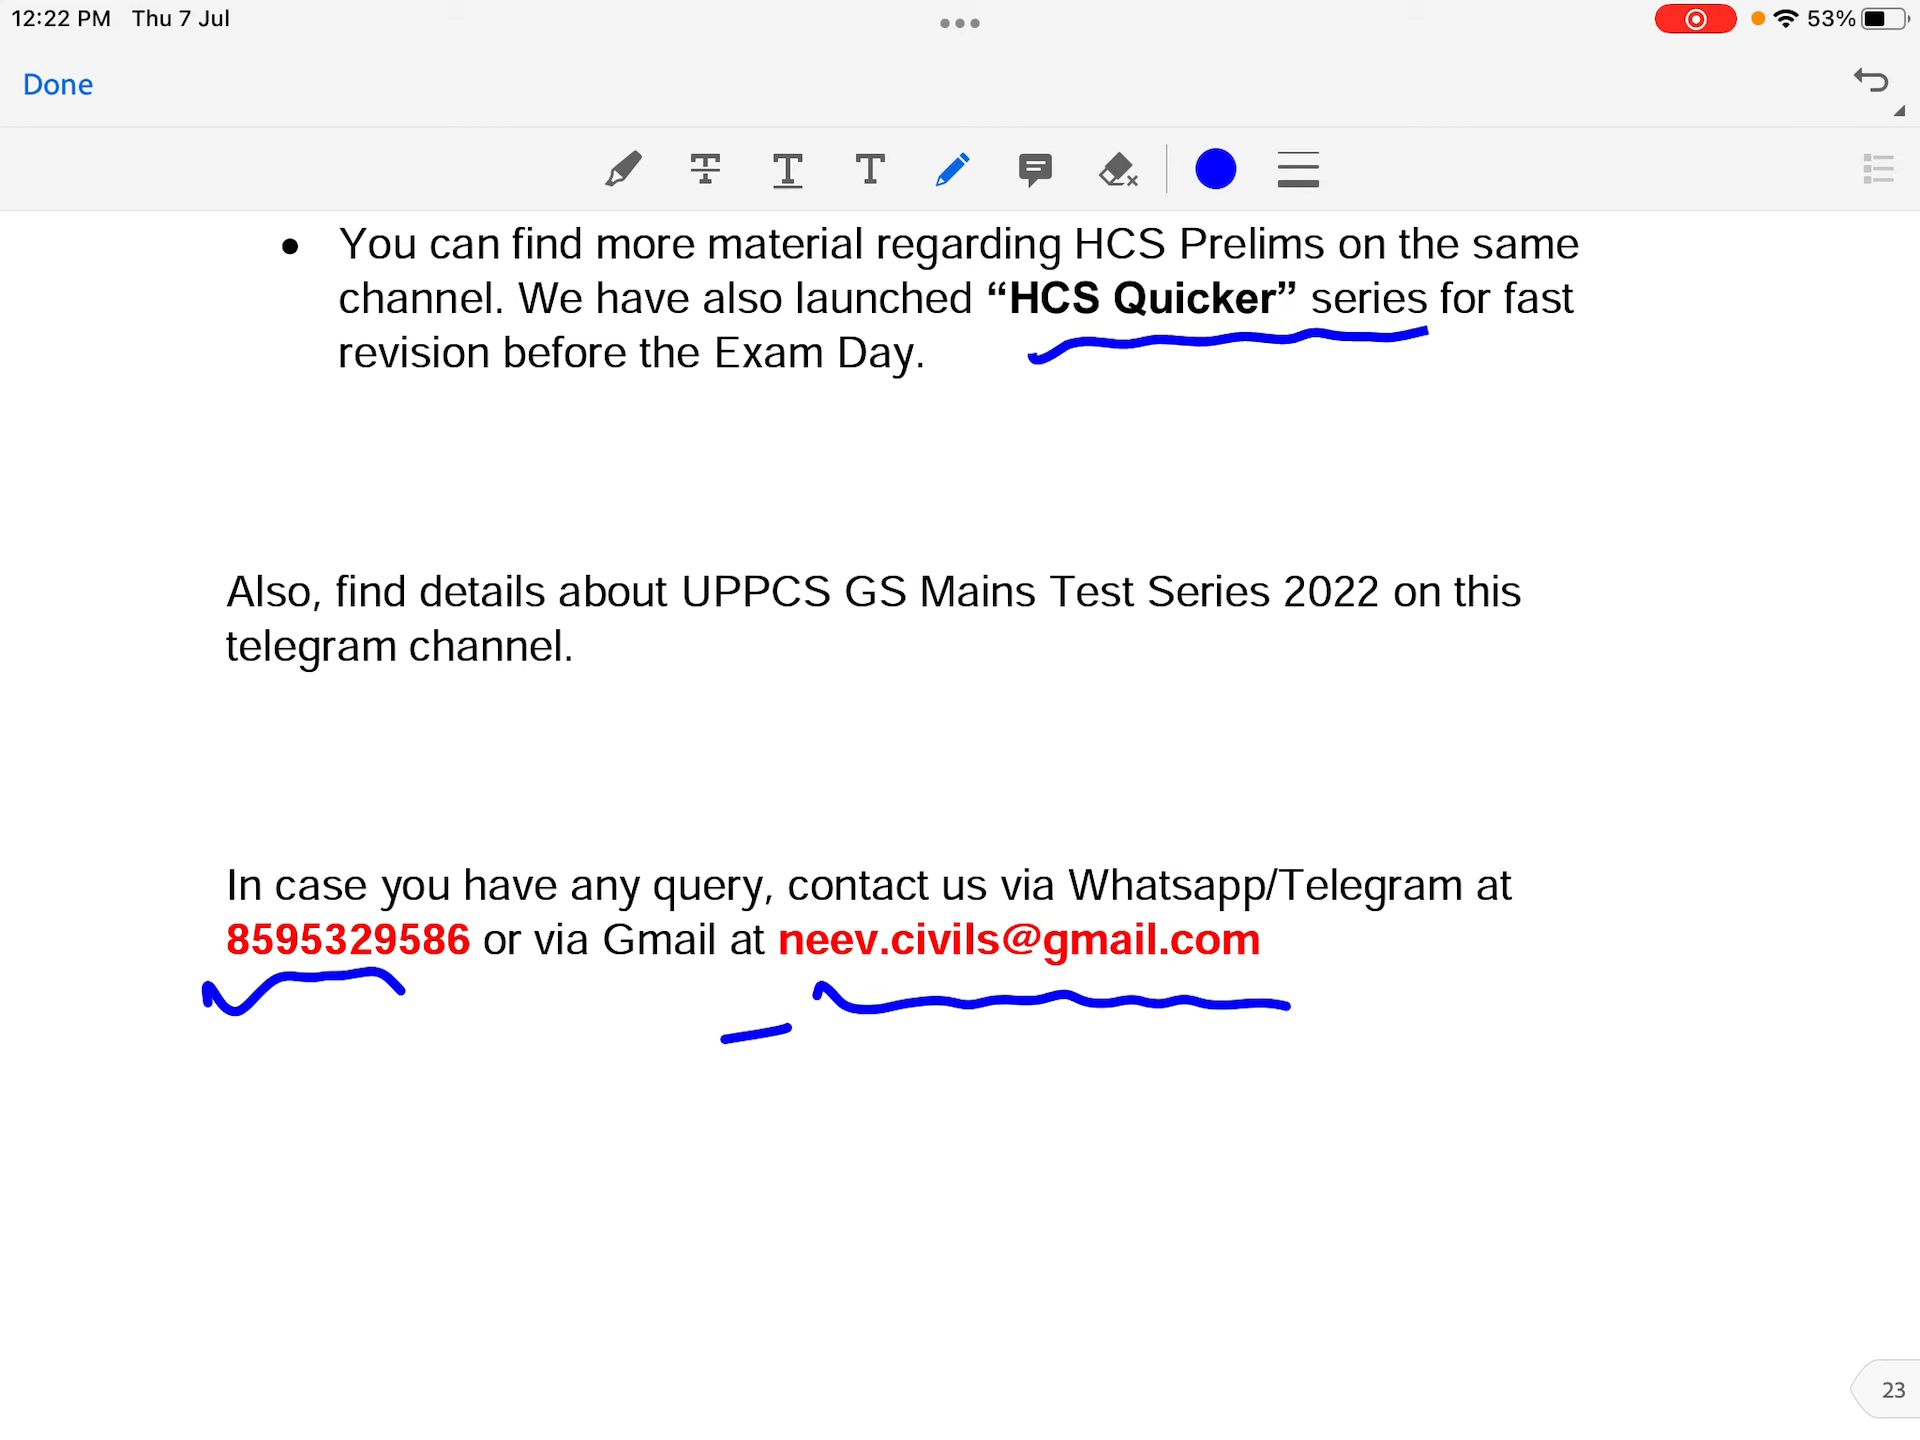 12:22 PM Thu 7 Jul 53%
Done
T T T
• You can find more material regarding HCS Prelims on the same
channel. We have also launched “HCS Quicker” series for fast
revision before the Exam Day.
Also, find details about UPPCS GS Mains Test Series 2022 on this
telegram channel.
In case you have any query, contact us via Whatsapp/Telegram at
8595329586 or via Gmail at neev.civils@gmail.com
23